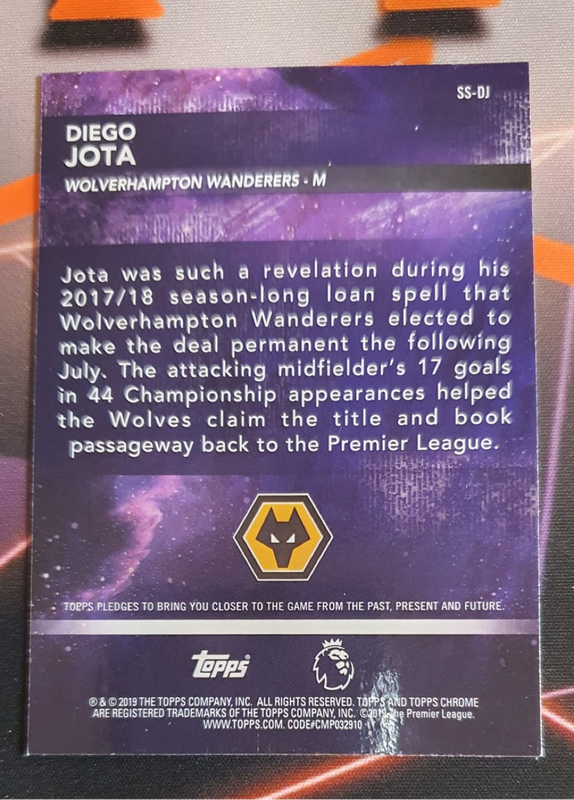 SS-DJ
DIEGO
JOTA
WOLVERHAMPTON WANDERERS · M
Jota was such a revelation during his
2017/18 season-long loan spell that
Wolverhampton Wanderers elected to
make the deal permanent the following
July. The attacking midfielder's 17 goals
in 44 Championship appearances helped
the Wolves claim the title and book
passageway back to the Premier League.
TOPPS PLEDGES TO BRING YOU CLOSER TO THE GAME FROM THE PAST, PRESENT AND FUTURE.
topps®
® & © 2019 THE TOPPS COMPANY, INC. ALL RIGHTS RESERVED. TOPPS AND TOPPS CHROME
ARE REGISTERED TRADEMARKS OF THE TOPPS COMPANY, INC. ©2019 The Premier League.
WWW.TOPPS.COM. CODE#CMP032910